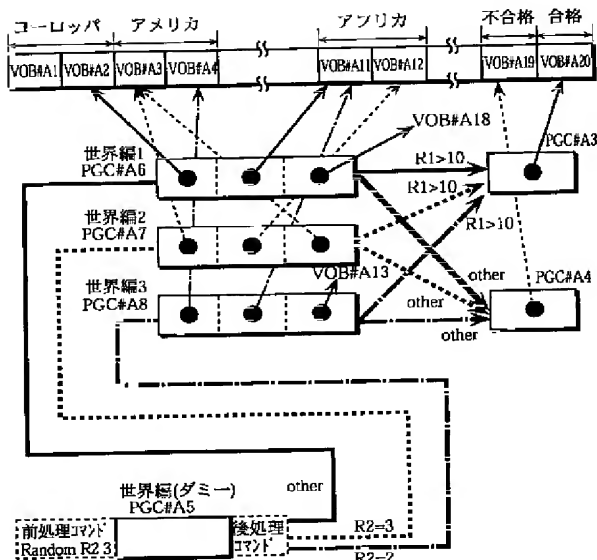 ヨーロッパ アメリカ アフリカ 不合格 合格
VOB#A1 VOB#A2 VOB#A3 VOB#A4 VOB#A11 VOB#A12 VOB#A19 VOB#A20
VOB#A18
世界編1
PGC#A6
R1>10
PGC#A3
R1>10
世界編2
PGC#A7
R1>10
VOB#A13
other
PGC#A4
世界編3
PGC#A8
other
other
世界編(ダミー)
PGC#A5
other
前処理コマンド
Random R2 3
後処理
コマンド
R2=3
R2=2